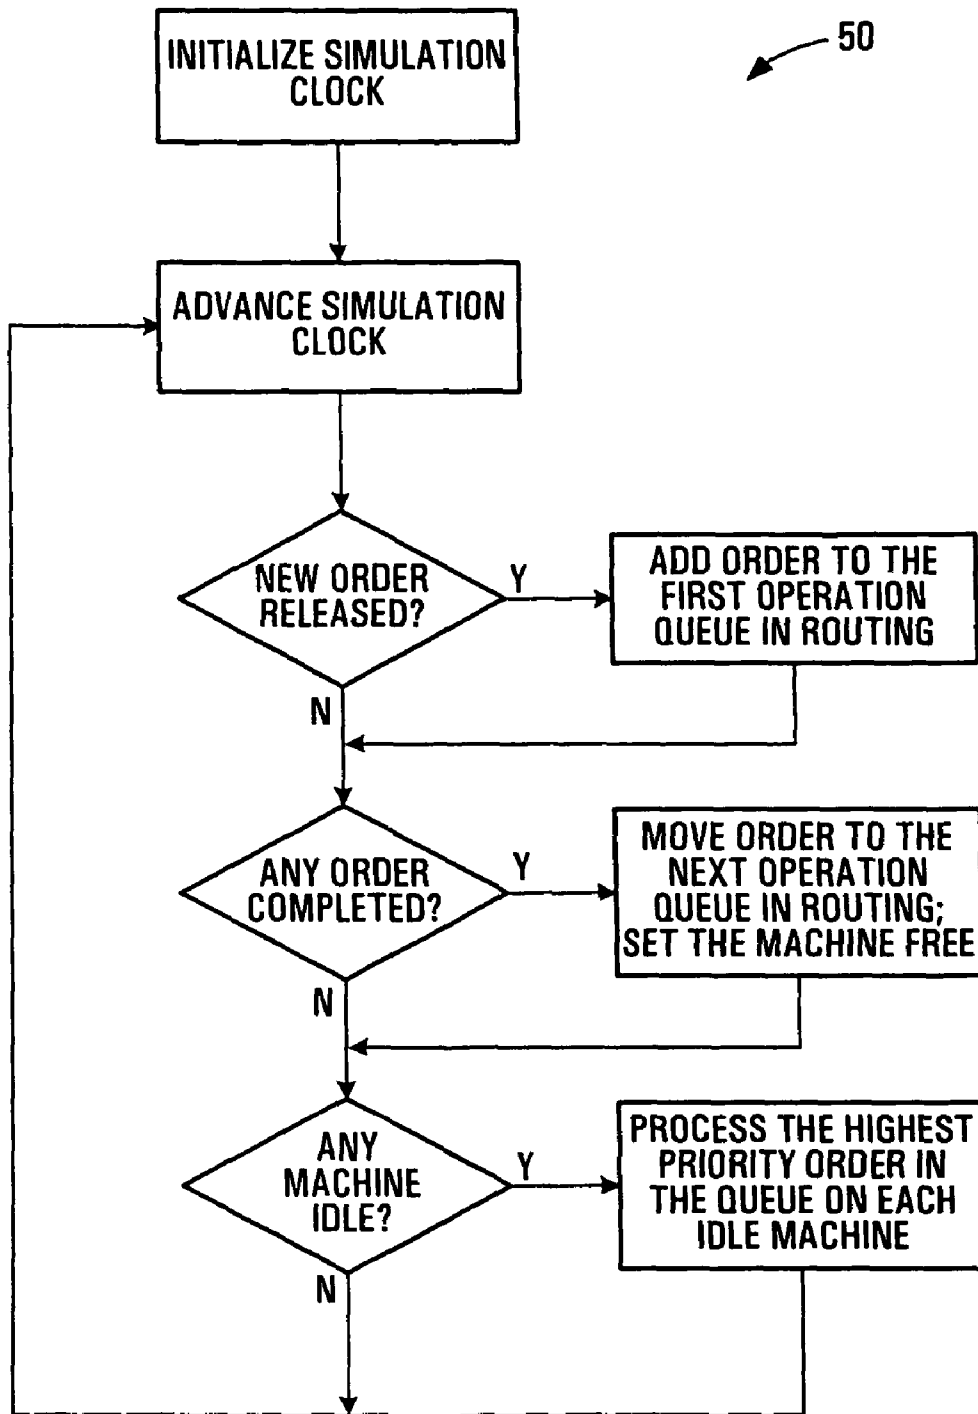 INITIALIZE SIMULATION
CLOCK
50
ADVANCE SIMULATION
CLOCK
NEW ORDER
RELEASED?
Y
ADD ORDER TO THE
FIRST OPERATION
QUEUE IN ROUTING
N
ANY ORDER
COMPLETED?
Y
MOVE ORDER TO THE
NEXT OPERATION
QUEUE IN ROUTING;
SET THE MACHINE FREE
N
ANY
MACHINE
IDLE?
Y
PROCESS THE HIGHEST
PRIORITY ORDER IN
THE QUEUE ON EACH
IDLE MACHINE
N